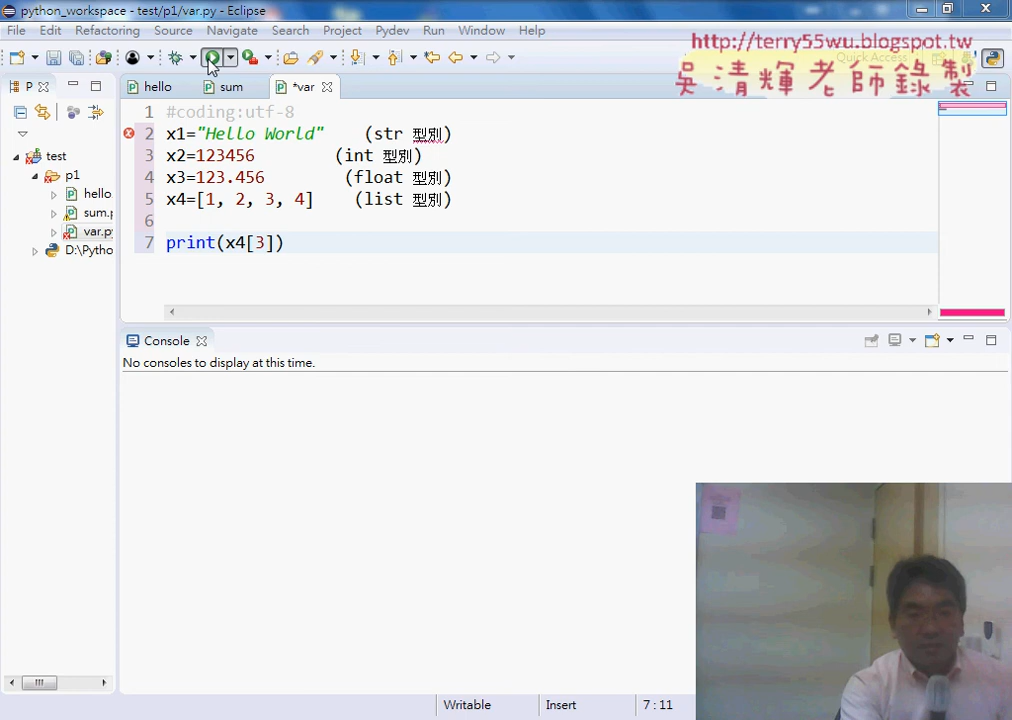 python_workspace - test/p1/var.py - Eclipse
File Edit Refactoring Source Navigate Search Project Pydev Run Window Help
http://terry55wu.blogspot.tw
Quick Access
吳清輝老師錄製
P
hello sum *var
1 #coding:utf-8
2 x1="Hello World" (str 型別)
3 x2=123456 (int 型別)
4 x3=123.456 (float 型別)
5 x4=[1, 2, 3, 4] (list 型別)
6
7 print(x4[3])
test
p1
hello
sum.p
var.py
D:\Pytho
Console
No consoles to display at this time.
Writable Insert 7 : 11